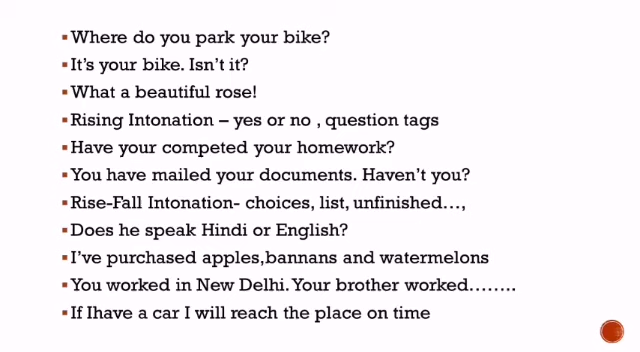 Where do you park your bike?
It's your bike. Isn't it?
What a beautiful rose!
Rising Intonation – yes or no , question tags
Have your competed your homework?
You have mailed your documents. Haven't you?
Rise-Fall Intonation- choices, list, unfinished…,
Does he speak Hindi or English?
I've purchased apples,bannans and watermelons
You worked in New Delhi. Your brother worked……..
If Ihave a car I will reach the place on time